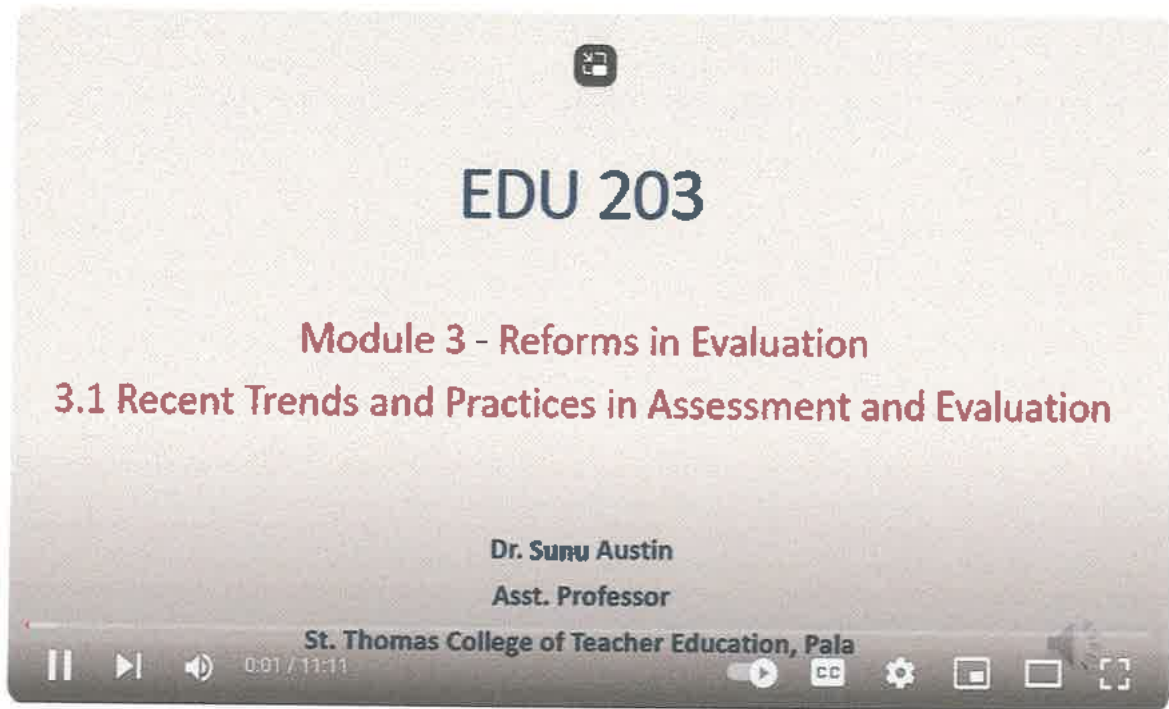 EDU 203
Module 3 - Reforms in Evaluation
3.1 Recent Trends and Practices in Assessment and Evaluation
Dr. Sunu Austin
Asst. Professor
St. Thomas College of Teacher Education, Pala
0:01 / 11:11
CC